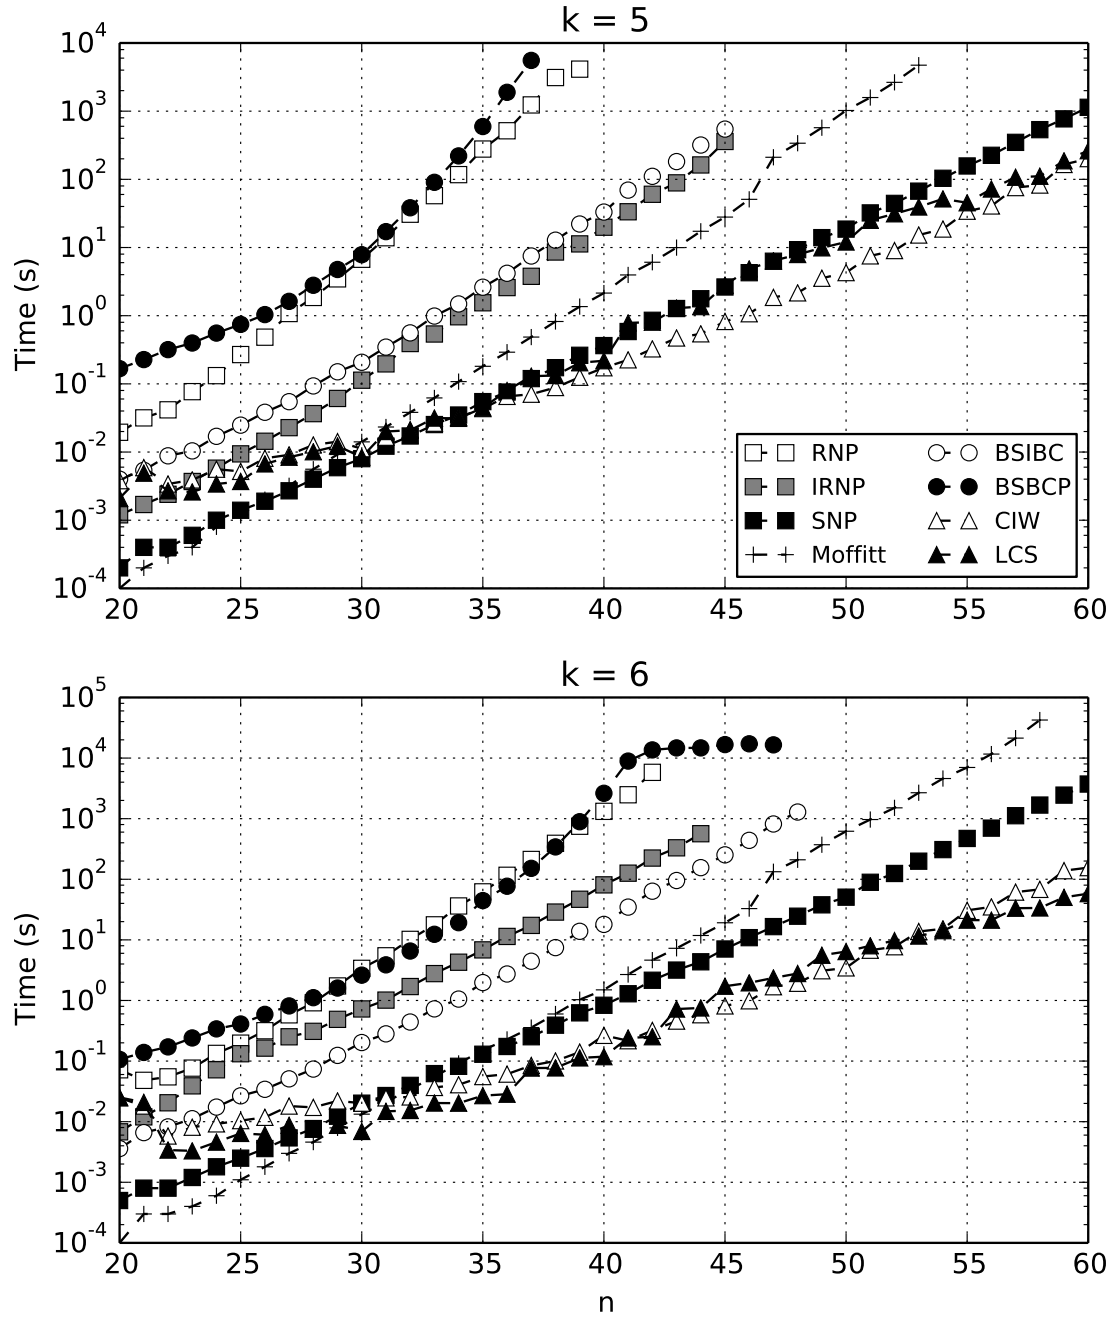 k = 5
Time (s)
10^4
10^3
10^2
10^1
10^0
10^-1
10^-2
10^-3
10^-4
RNP BSIBC
IRNP BSBCP
SNP CIW
Moffitt LCS
20 25 30 35 40 45 50 55 60
k = 6
Time (s)
10^5
10^4
10^3
10^2
10^1
10^0
10^-1
10^-2
10^-3
10^-4
20 25 30 35 40 45 50 55 60
n